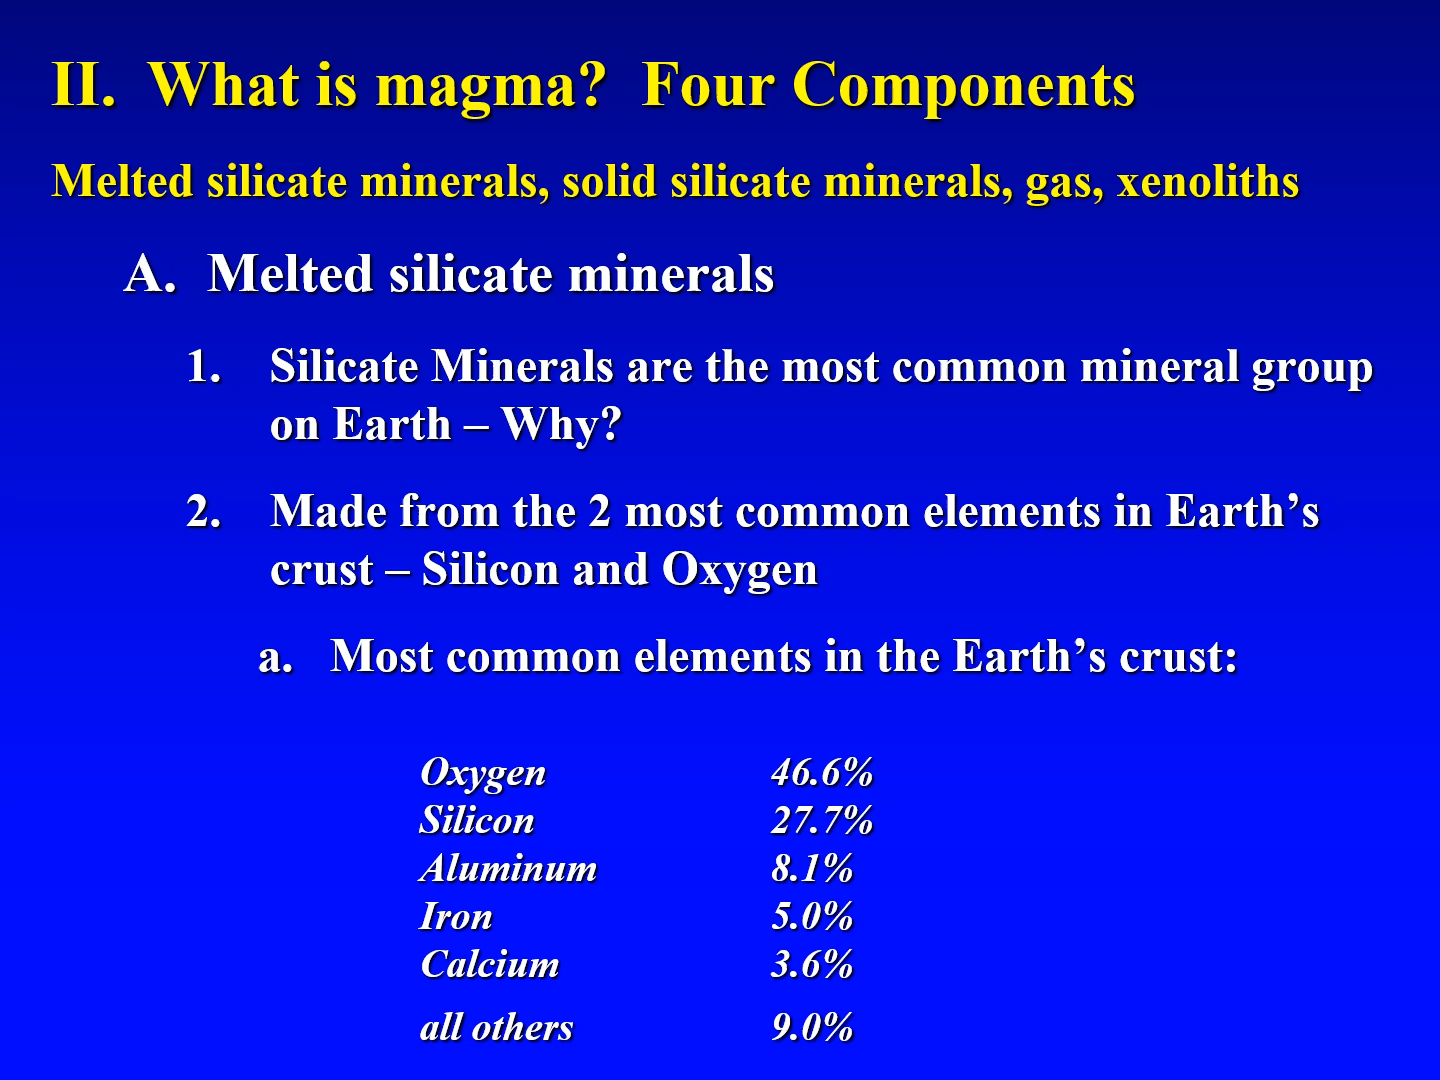 II. What is magma? Four Components
Melted silicate minerals, solid silicate minerals, gas, xenoliths
A. Melted silicate minerals
1. Silicate Minerals are the most common mineral group
on Earth – Why?
2. Made from the 2 most common elements in Earth’s
crust – Silicon and Oxygen
a. Most common elements in the Earth’s crust:
Oxygen 46.6%
Silicon 27.7%
Aluminum 8.1%
Iron 5.0%
Calcium 3.6%
all others 9.0%